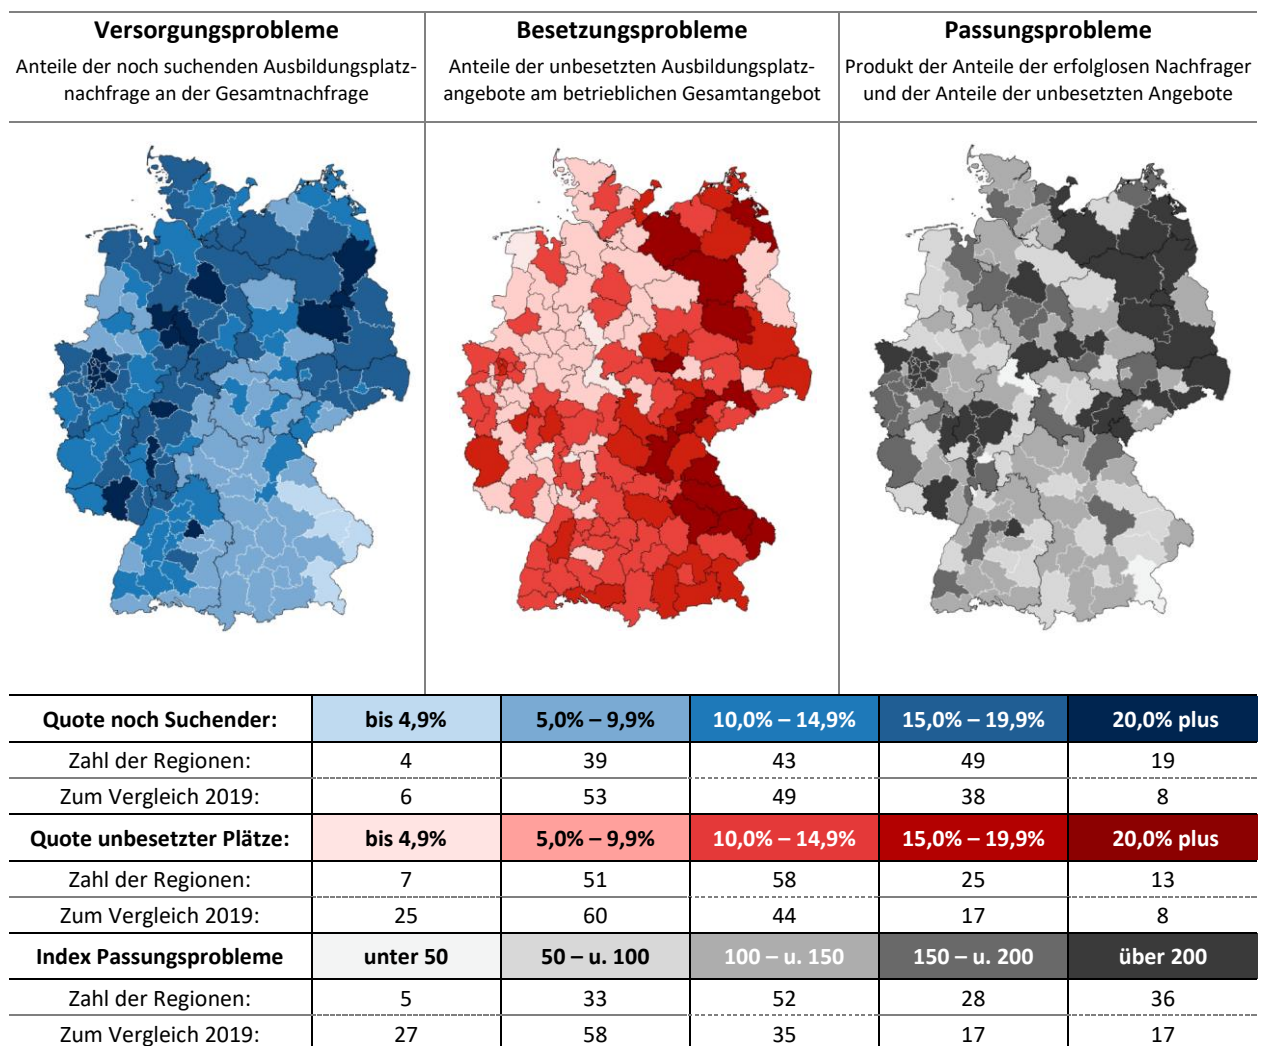 Versorgungsprobleme
Anteile der noch suchenden Ausbildungsplatz-
nachfrage an der Gesamtnachfrage
Besetzungsprobleme
Anteile der unbesetzten Ausbildungsplatz-
angebote am betrieblichen Gesamtangebot
Passungsprobleme
Produkt der Anteile der erfolglosen Nachfrager
und der Anteile der unbesetzten Angebote
Quote noch Suchender: bis 4,9% 5,0% – 9,9% 10,0% – 14,9% 15,0% – 19,9% 20,0% plus
Zahl der Regionen: 4 39 43 49 19
Zum Vergleich 2019: 6 53 49 38 8
Quote unbesetzter Plätze: bis 4,9% 5,0% – 9,9% 10,0% – 14,9% 15,0% – 19,9% 20,0% plus
Zahl der Regionen: 7 51 58 25 13
Zum Vergleich 2019: 25 60 44 17 8
Index Passungsprobleme unter 50 50 – u. 100 100 – u. 150 150 – u. 200 über 200
Zahl der Regionen: 5 33 52 28 36
Zum Vergleich 2019: 27 58 35 17 17